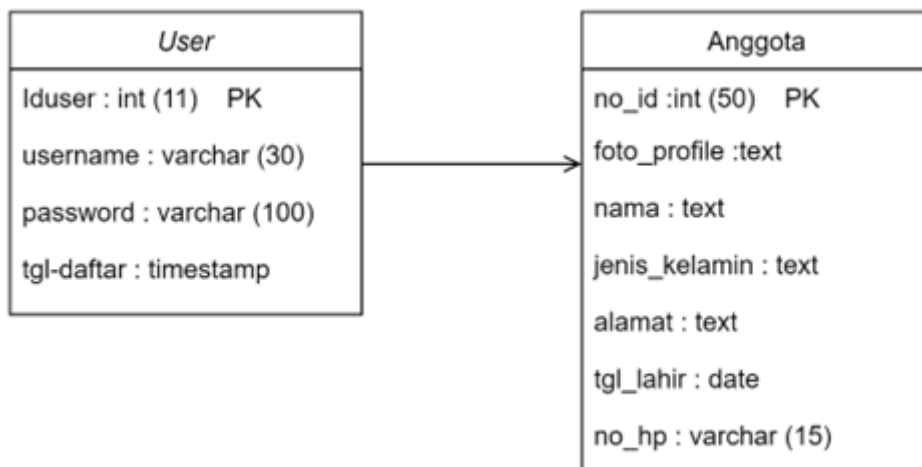 User
Iduser : int (11) PK
username : varchar (30)
password : varchar (100)
tgl-daftar : timestamp
Anggota
no_id :int (50) PK
foto_profile :text
nama : text
jenis_kelamin : text
alamat : text
tgl_lahir : date
no_hp : varchar (15)